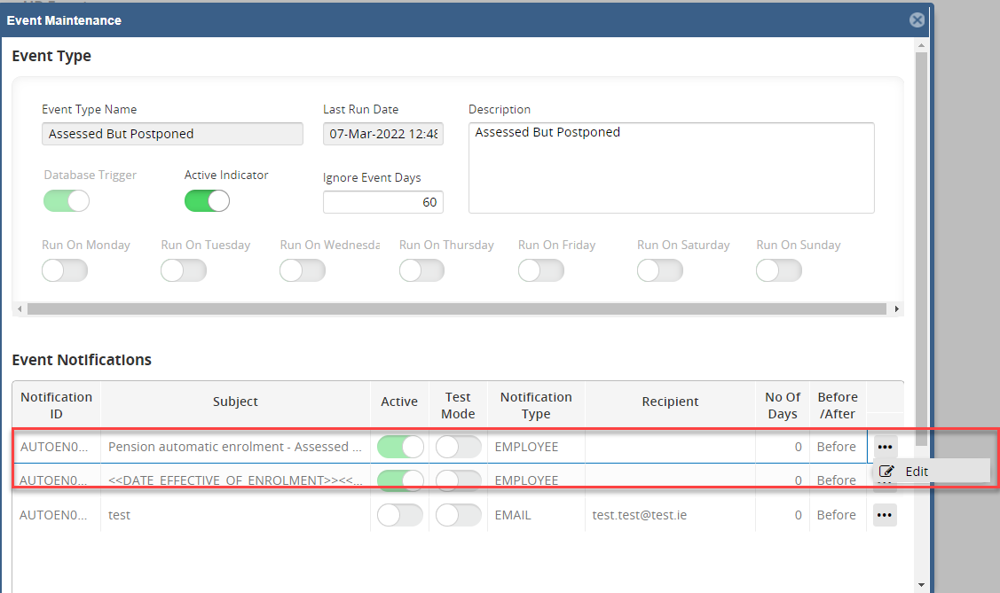 Event Maintenance
Event Type
Event Type Name
Last Run Date
Description
Assessed But Postponed
07-Mar-2022 12:48
Assessed But Postponed
Database Trigger
Active Indicator
Ignore Event Days
60
Run On Monday
Run On Tuesday
Run On Wednesda
Run On Thursday
Run On Friday
Run On Saturday
Run On Sunday
Event Notifications
Notification ID
Subject
Active
Test Mode
Notification Type
Recipient
No Of Days
Before /After
AUTOEN0... Pension automatic enrolment - Assessed ... EMPLOYEE 0 Before
Edit
AUTOEN0... <<DATE_EFFECTIVE_OF_ENROLMENT>><<... EMPLOYEE 0 Before
AUTOEN0... test EMAIL test.test@test.ie 0 Before